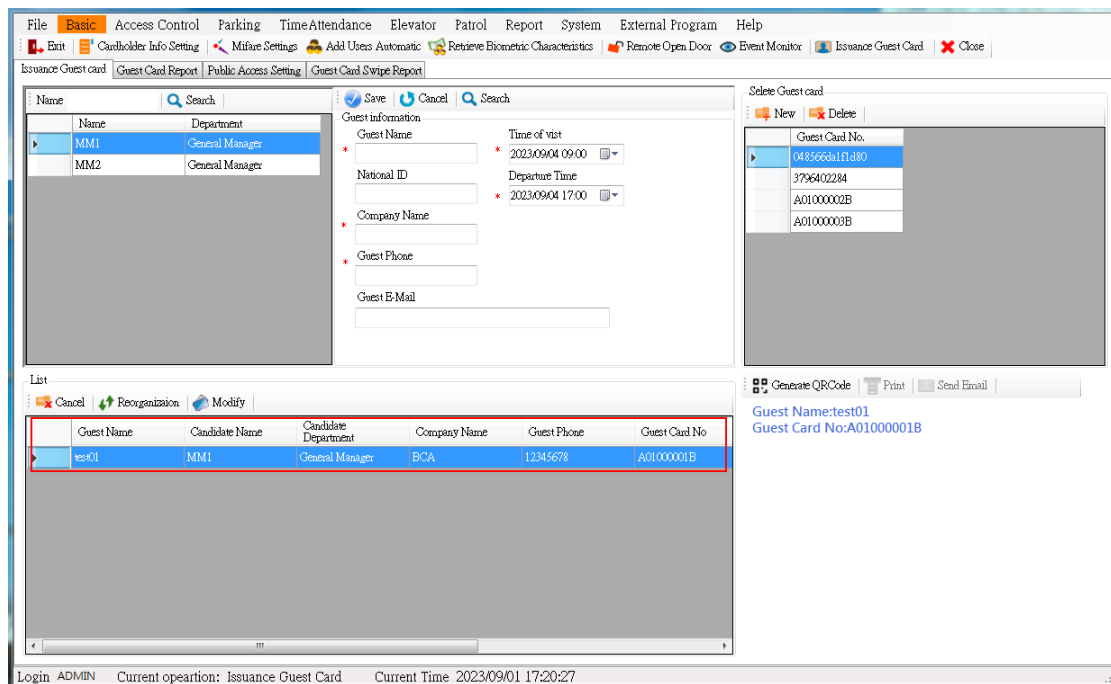 File Basic Access Control Parking TimeAttendance Elevator Patrol Report System External Program Help
Exit Cardholder Info Setting Mifare Settings Add Users Automatic Retrieve Biometric Characteristics Remote Open Door Event Monitor Issuance Guest Card Close
Issuance Guest card Guest Card Report Public Access Setting Guest Card Swipe Report
Name Search
Name Department
MM1 General Manager
MM2 General Manager
Save Cancel Search
Guest information
Guest Name Time of vist
* * 2023/09/04 09:00
National ID Departure Time
* 2023/09/04 17:00
Company Name
*
Guest Phone
*
Guest E-Mail
Selete Guest card
New Delete
Guest Card No.
048566da1f1d80
3796402284
A01000002B
A01000003B
List
Cancel Reorganizaion Modify
Guest Name Candidate Name Candidate Department Company Name Guest Phone Guest Card No
test01 MM1 General Manager BCA 12345678 A01000001B
Generate QRCode Print Send Email
Guest Name:test01
Guest Card No:A01000001B
Login ADMIN Current opeartion: Issuance Guest Card Current Time 2023/09/01 17:20:27